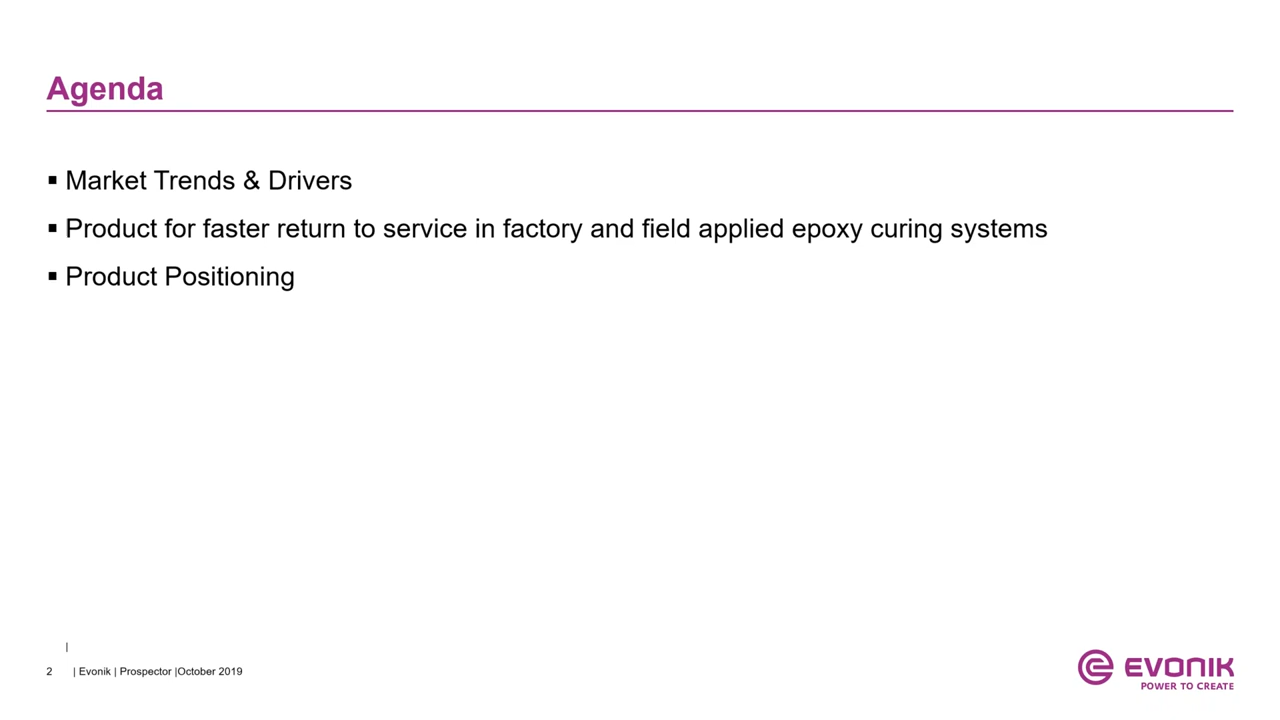 Agenda
▪ Market Trends & Drivers
▪ Product for faster return to service in factory and field applied epoxy curing systems
▪ Product Positioning
|
2 | Evonik | Prospector |October 2019
EVONIK
POWER TO CREATE